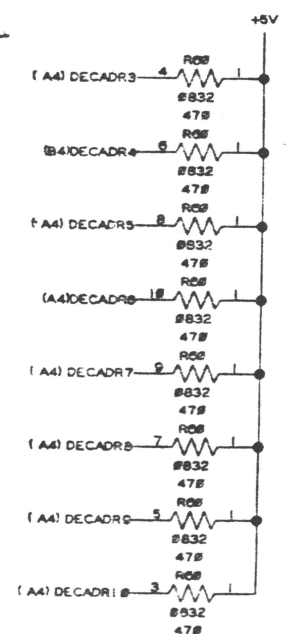 +5V
R60
(A4) DECADR3 4 1
0832
470
R60
(B4) DECADR4 6 1
0832
470
R60
(A4) DECADR5 8 1
0832
470
R60
(A4) DECADR6 10 1
0832
470
R60
(A4) DECADR7 9 1
0832
470
R60
(A4) DECADR8 7 1
0832
470
R60
(A4) DECADR9 5 1
0832
470
R60
(A4) DECADR10 3 1
0832
470